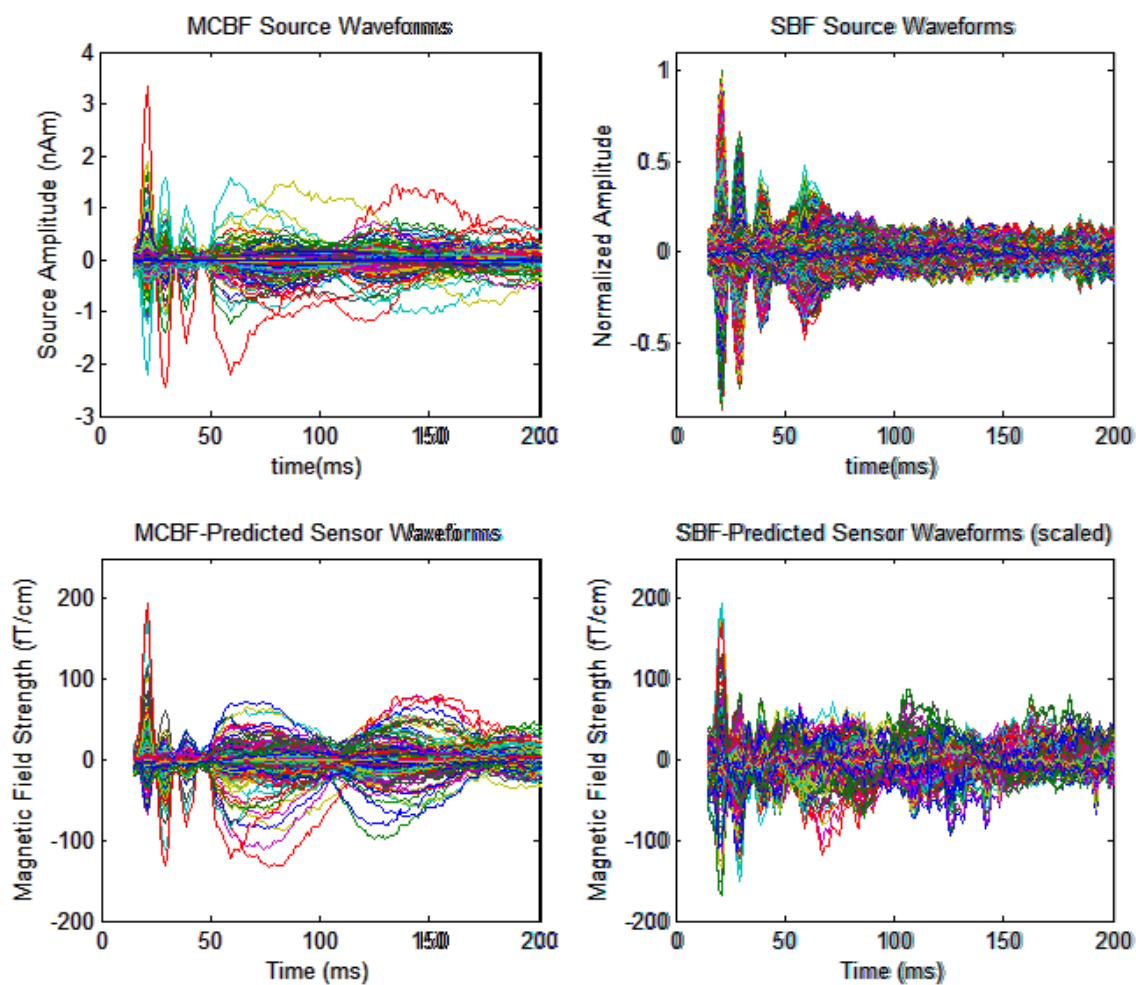 MCBF Source Waveforms
SBF Source Waveforms
4
3
2
1
0
-1
-2
-3
Source Amplitude (nAm)
0 50 100 150 200
time(ms)
1
0.5
0
-0.5
Normalized Amplitude
0 50 100 150 200
time(ms)
MCBF-Predicted Sensor Waveforms
SBF-Predicted Sensor Waveforms (scaled)
200
100
0
-100
-200
Magnetic Field Strength (fT/cm)
0 50 100 150 200
Time (ms)
200
100
0
-100
-200
Magnetic Field Strength (fT/cm)
0 50 100 150 200
Time (ms)